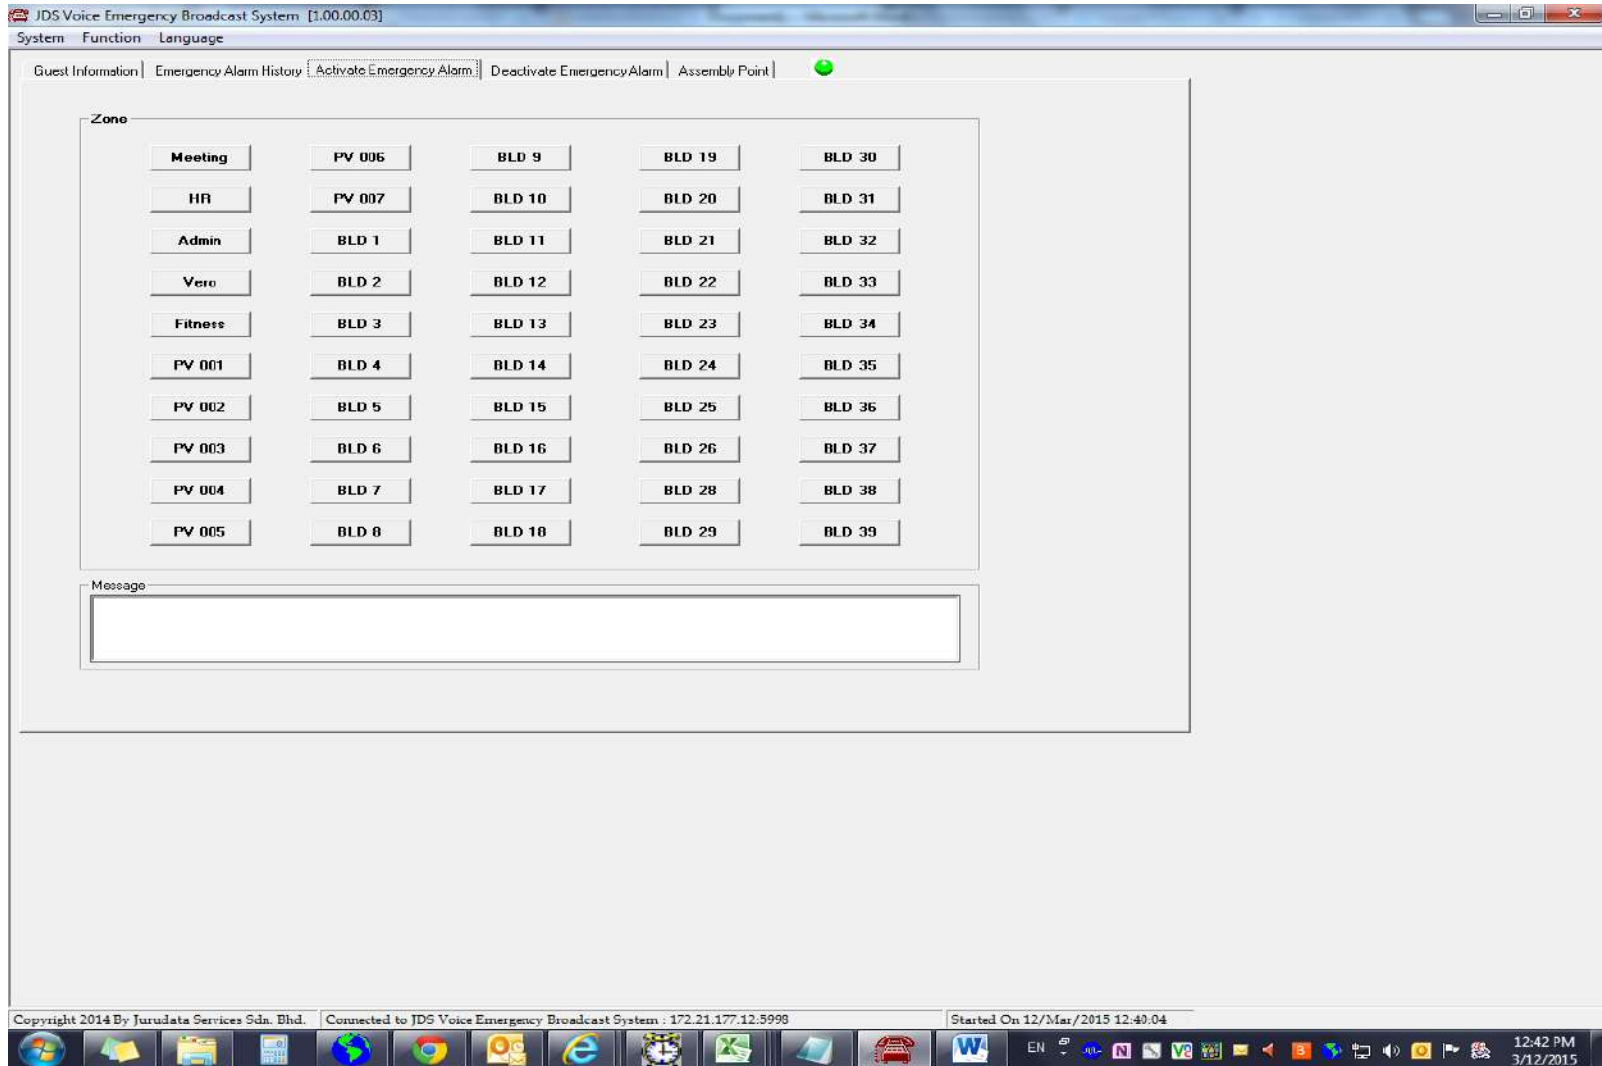 JDS Voice Emergency Broadcast System [1.00.00.03]
System Function Language
Guest Information Emergency Alarm History Activate Emergency Alarm Deactivate Emergency Alarm Assembly Point
Zone
Meeting PV 006 BLD 9 BLD 19 BLD 30
HR PV 007 BLD 10 BLD 20 BLD 31
Admin BLD 1 BLD 11 BLD 21 BLD 32
Vero BLD 2 BLD 12 BLD 22 BLD 33
Fitness BLD 3 BLD 13 BLD 23 BLD 34
PV 001 BLD 4 BLD 14 BLD 24 BLD 35
PV 002 BLD 5 BLD 15 BLD 25 BLD 36
PV 003 BLD 6 BLD 16 BLD 26 BLD 37
PV 004 BLD 7 BLD 17 BLD 28 BLD 38
PV 005 BLD 8 BLD 18 BLD 29 BLD 39
Message
Copyright 2014 By Jurudata Services Sdn. Bhd. Connected to JDS Voice Emergency Broadcast System : 172.21.177.12:5998 Started On 12/Mar/2015 12:40:04
EN 12:42 PM
3/12/2015